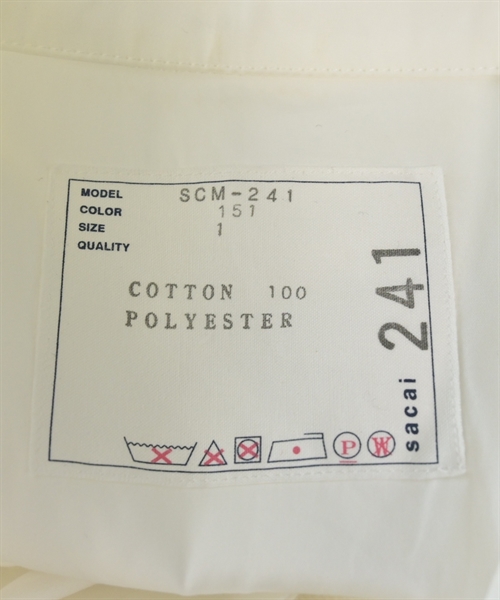 MODEL SCM-241
COLOR 151
SIZE 1
QUALITY
COTTON 100
POLYESTER
sacai 241
P W